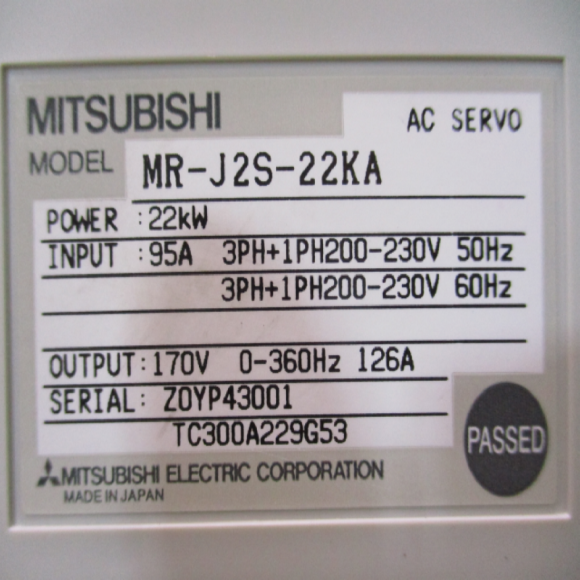 MITSUBISHI
AC SERVO
MODEL MR-J2S-22KA
POWER :22kW
INPUT :95A 3PH+1PH200-230V 50Hz
3PH+1PH200-230V 60Hz
OUTPUT:170V 0-360Hz 126A
SERIAL: Z0YP43001
TC300A229G53
PASSED
MITSUBISHI ELECTRIC CORPORATION
MADE IN JAPAN